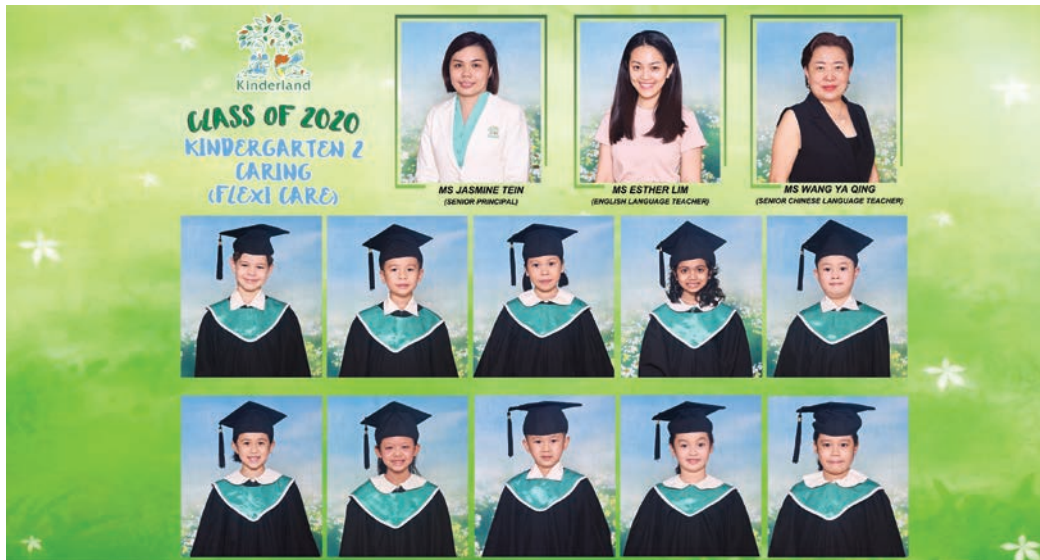 Kinderland
CLASS OF 2020
KINDERGARTEN 2
CARING
(FLEXI CARE)
MS JASMINE TEIN
(SENIOR PRINCIPAL)
MS ESTHER LIM
(ENGLISH LANGUAGE TEACHER)
MS WANG YA QING
(SENIOR CHINESE LANGUAGE TEACHER)